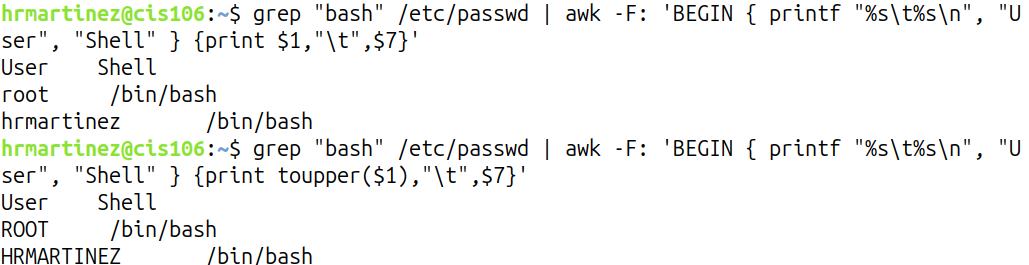 hrmartinez@cis106:~$ grep "bash" /etc/passwd | awk -F: 'BEGIN { printf "%s\t%s\n", "U
ser", "Shell" } {print $1,"\t",$7}'
User    Shell
root     /bin/bash
hrmartinez       /bin/bash
hrmartinez@cis106:~$ grep "bash" /etc/passwd | awk -F: 'BEGIN { printf "%s\t%s\n", "U
ser", "Shell" } {print toupper($1),"\t",$7}'
User    Shell
ROOT     /bin/bash
HRMARTINEZ       /bin/bash